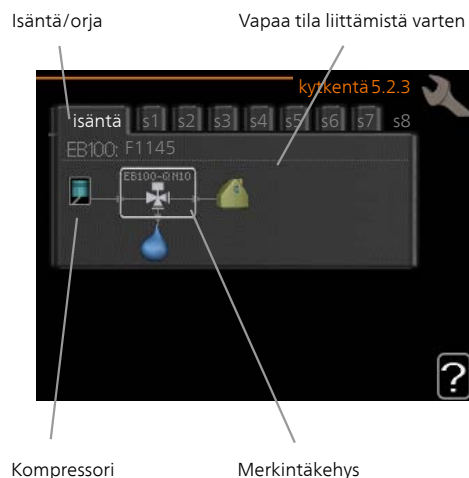 Isäntä/orja
Vapaa tila liittämistä varten
kytkentä 5.2.3
isäntä s1 s2 s3 s4 s5 s6 s7 s8
EB100: F1145
EB100-QN10
?
Kompressori
Merkintäkehys